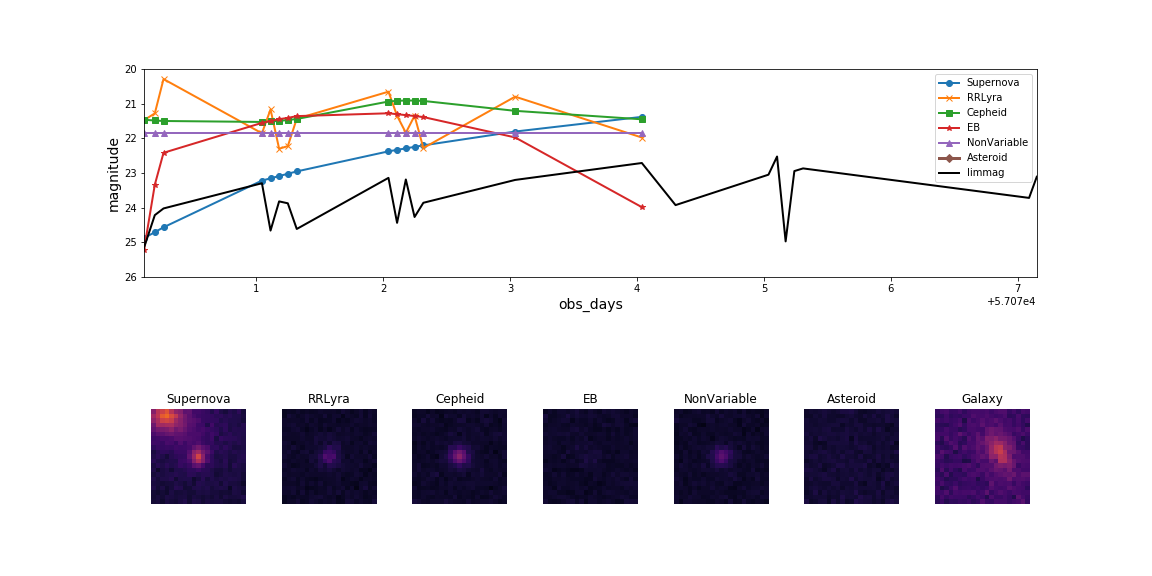 20
21
22
23
24
25
26
magnitude
1 2 3 4 5 6 7
+5.707e4
obs_days
Supernova
RRLyra
Cepheid
EB
NonVariable
Asteroid
limmag
Supernova RRLyra Cepheid EB NonVariable Asteroid Galaxy